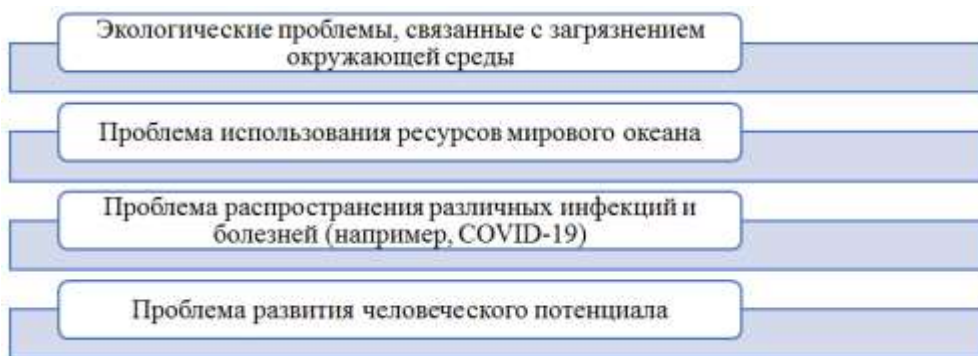 Экологические проблемы, связанные с загрязнением
окружающей среды
Проблема использования ресурсов мирового океана
Проблема распространения различных инфекций и
болезней (например, COVID-19)
Проблема развития человеческого потенциала